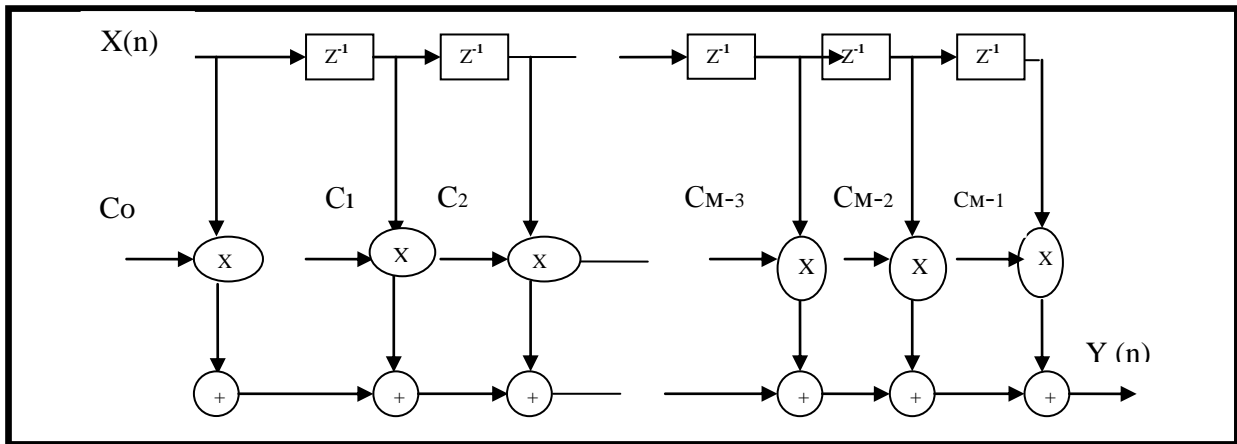 X(n)
Z-1 Z-1 Z-1 Z-1 Z-1
Co C1 C2 CM-3 CM-2 CM-1
X X X X X X
Y (n)
+ + + + + +